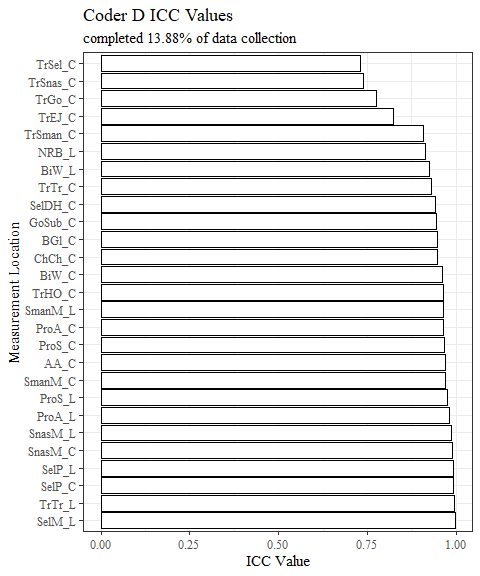 Coder D ICC Values
completed 13.88% of data collection
TrSel_C
TrSnas_C
TrGo_C
TrEJ_C
TrSman_C
NRB_L
BiW_L
TrTr_C
SelDH_C
GoSub_C
BGl_C
ChCh_C
BiW_C
TrHO_C
SmanM_L
ProA_C
ProS_C
AA_C
SmanM_C
ProS_L
ProA_L
SnasM_L
SnasM_C
SelP_L
SelP_C
TrTr_L
SelM_L
Measurement Location
0.00 0.25 0.50 0.75 1.00
ICC Value